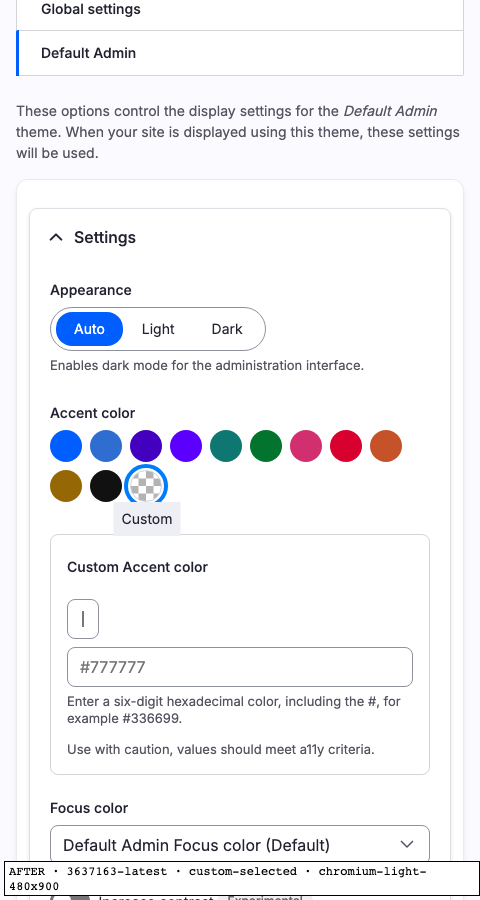 Global settings
Default Admin
These options control the display settings for the Default Admin
theme. When your site is displayed using this theme, these settings
will be used.
Settings
Appearance
Auto Light Dark
Enables dark mode for the administration interface.
Accent color
Custom
Custom Accent color
#777777
Enter a six-digit hexadecimal color, including the #, for
example #336699.
Use with caution, values should meet a11y criteria.
Focus color
Default Admin Focus color (Default)
AFTER · 3637163-latest · custom-selected · chromium-light-
480x900
Increase contrast Experimental